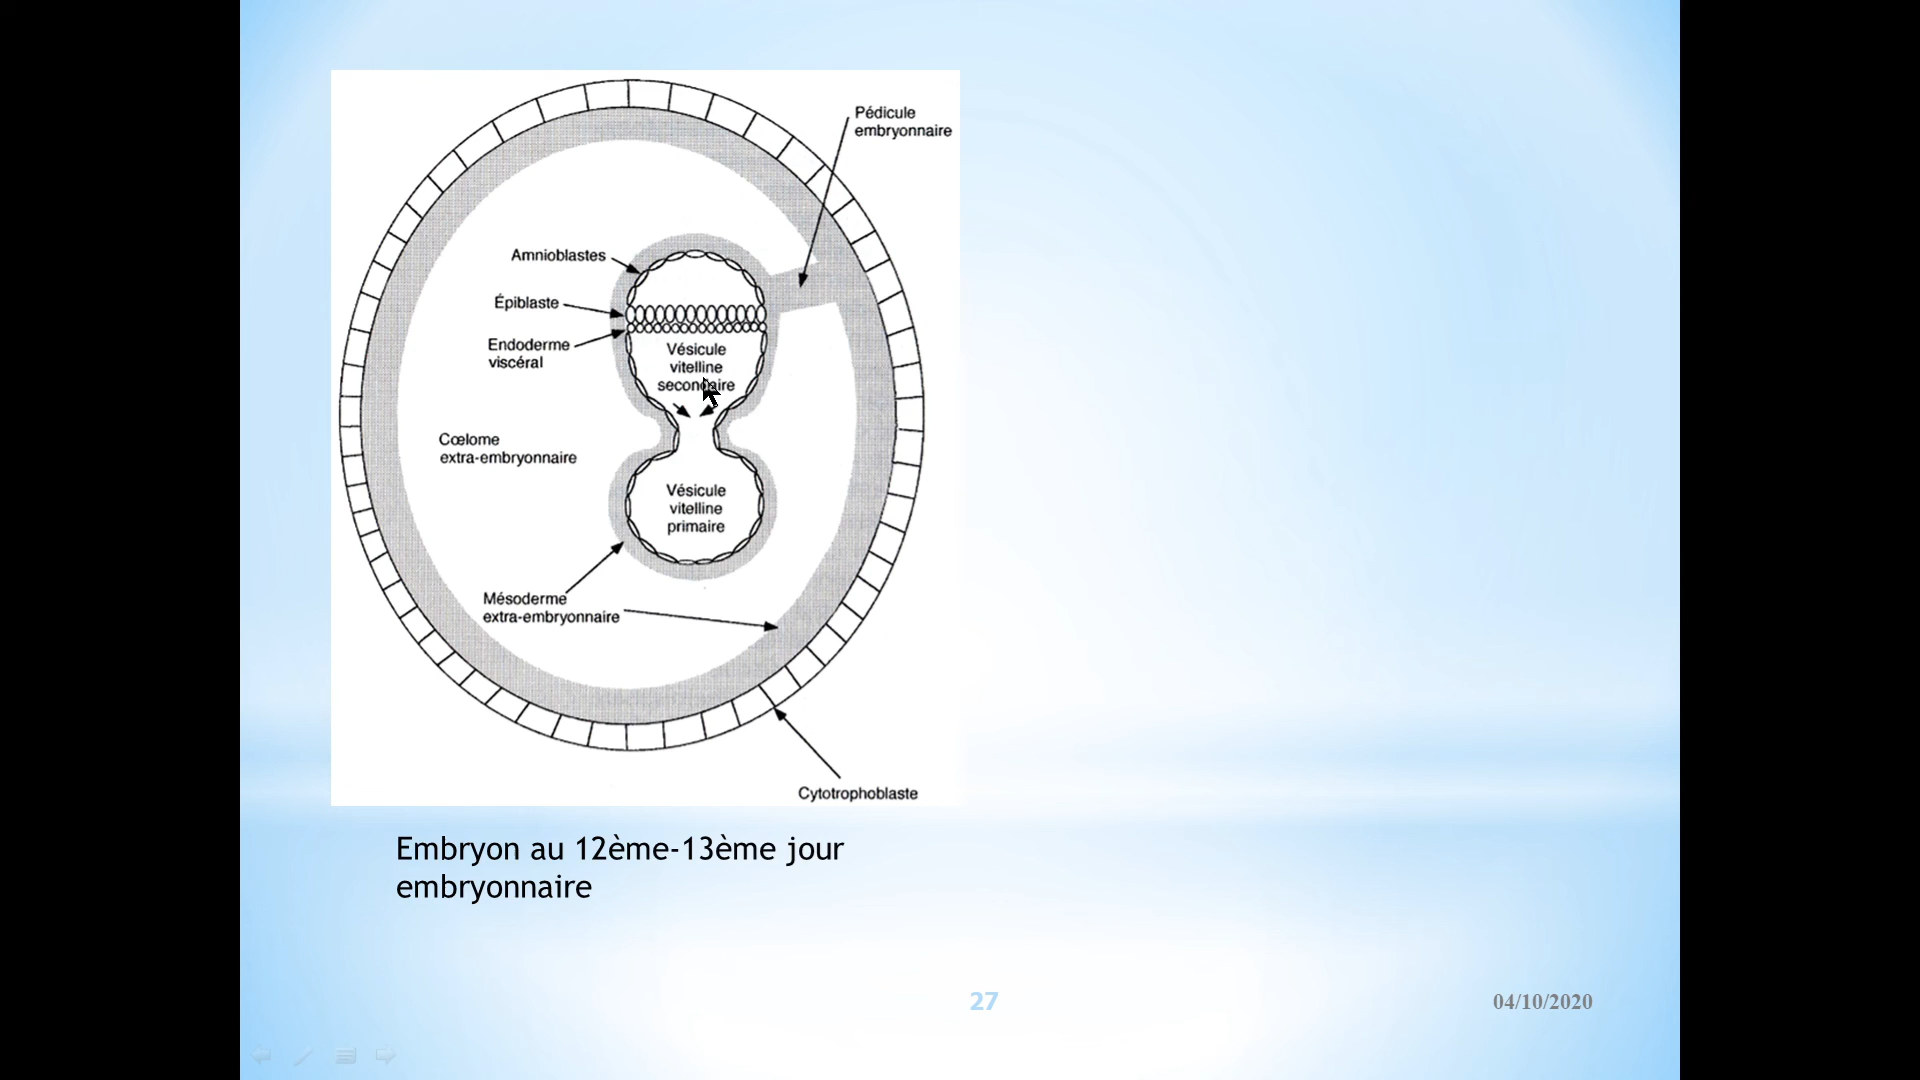 Pédicule
embryonnaire
Amnioblastes
Épiblaste
Endoderme
viscéral
Vésicule
vitelline
secondaire
Cœlome
extra-embryonnaire
Vésicule
vitelline
primaire
Mésoderme
extra-embryonnaire
Cytotrophoblaste
Embryon au 12ème-13ème jour
embryonnaire
27
04/10/2020